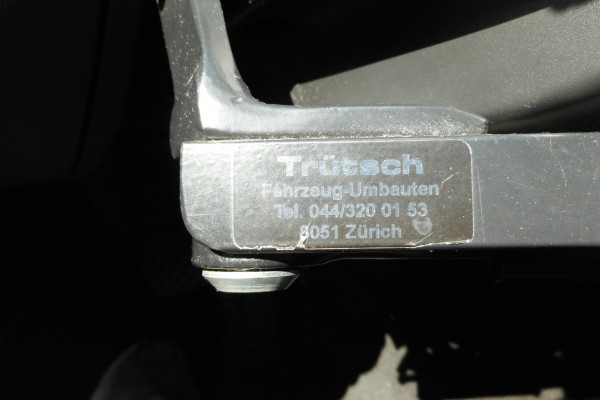 Trütsch
Fahrzeug-Umbauten
Tel. 044/320 01 53
8051 Zürich